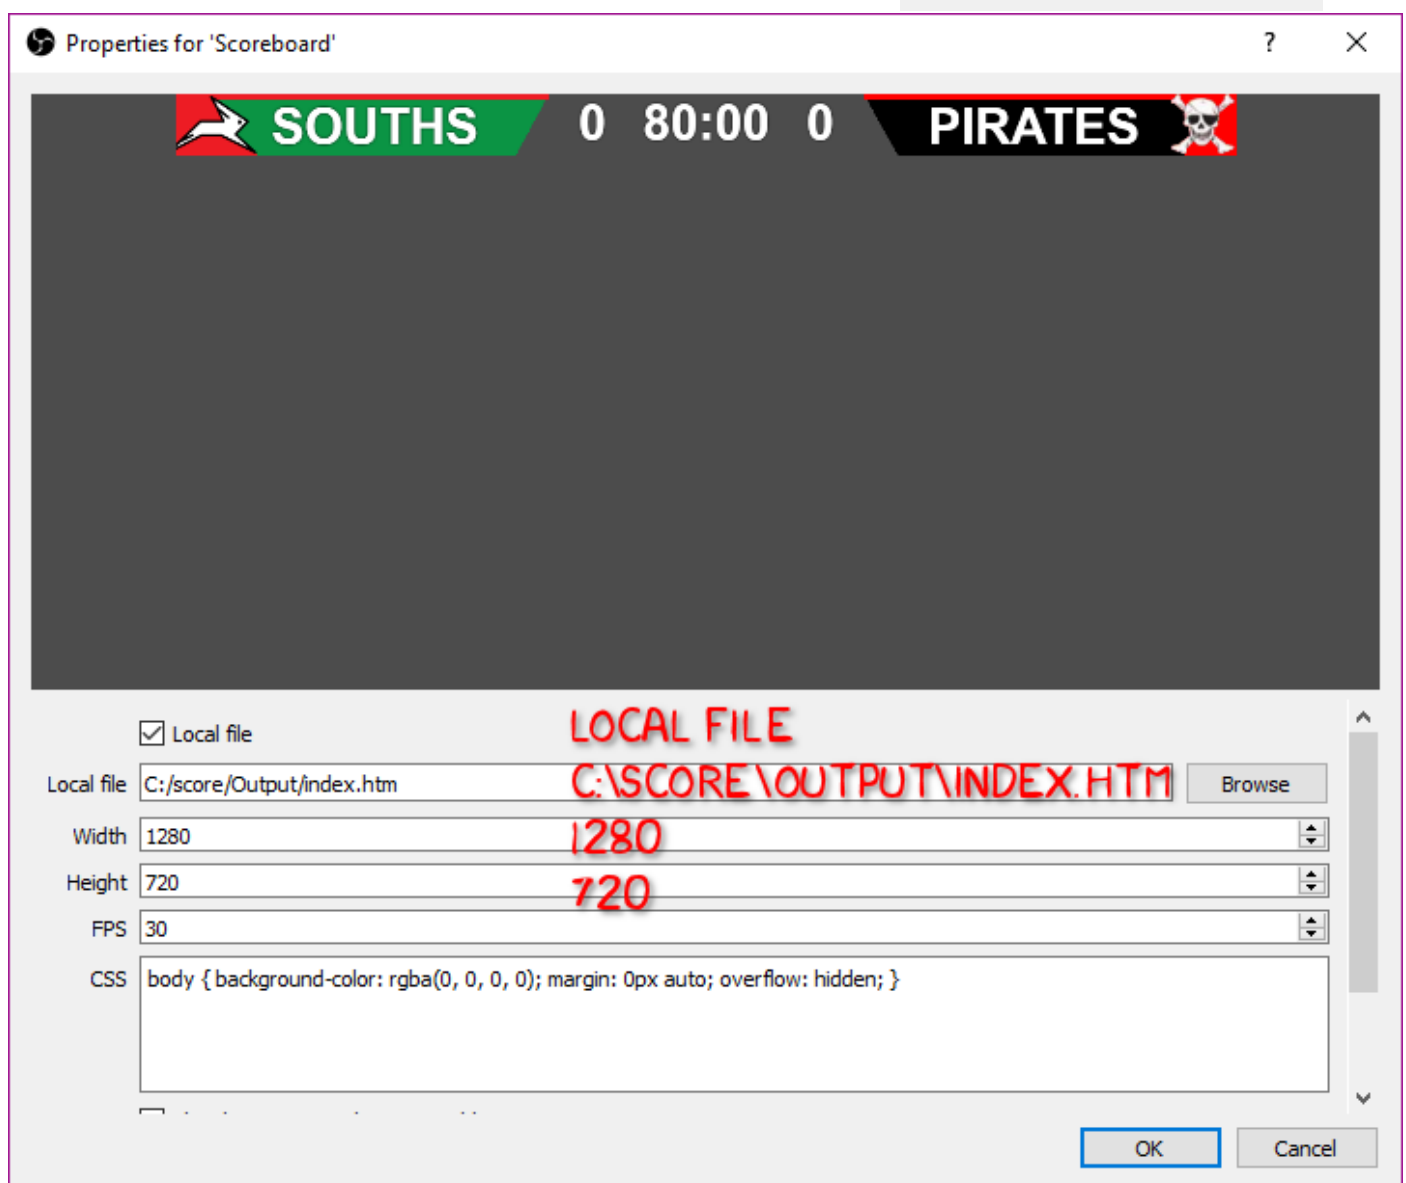 Properties for 'Scoreboard' ?
SOUTHS 0 80:00 0 PIRATES
Local file LOCAL FILE
Local file C:/score/Output/index.htm C:\SCORE\OUTPUT\INDEX.HTM Browse
Width 1280 1280
Height 720 720
FPS 30
CSS body { background-color: rgba(0, 0, 0, 0); margin: 0px auto; overflow: hidden; }
OK Cancel